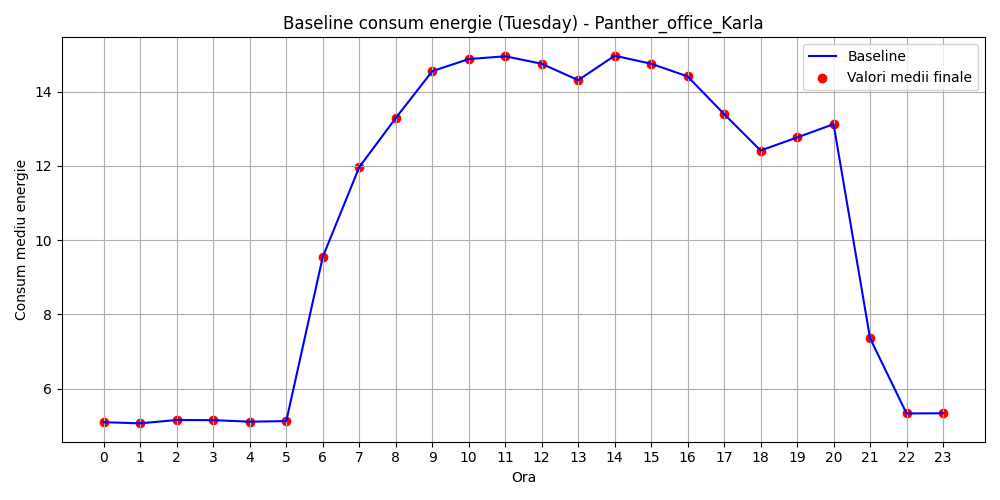 Baseline consum energie (Tuesday) - Panther_office_Karla
Baseline
Valori medii finale
Consum mediu energie
14
12
10
8
6
0 1 2 3 4 5 6 7 8 9 10 11 12 13 14 15 16 17 18 19 20 21 22 23
Ora